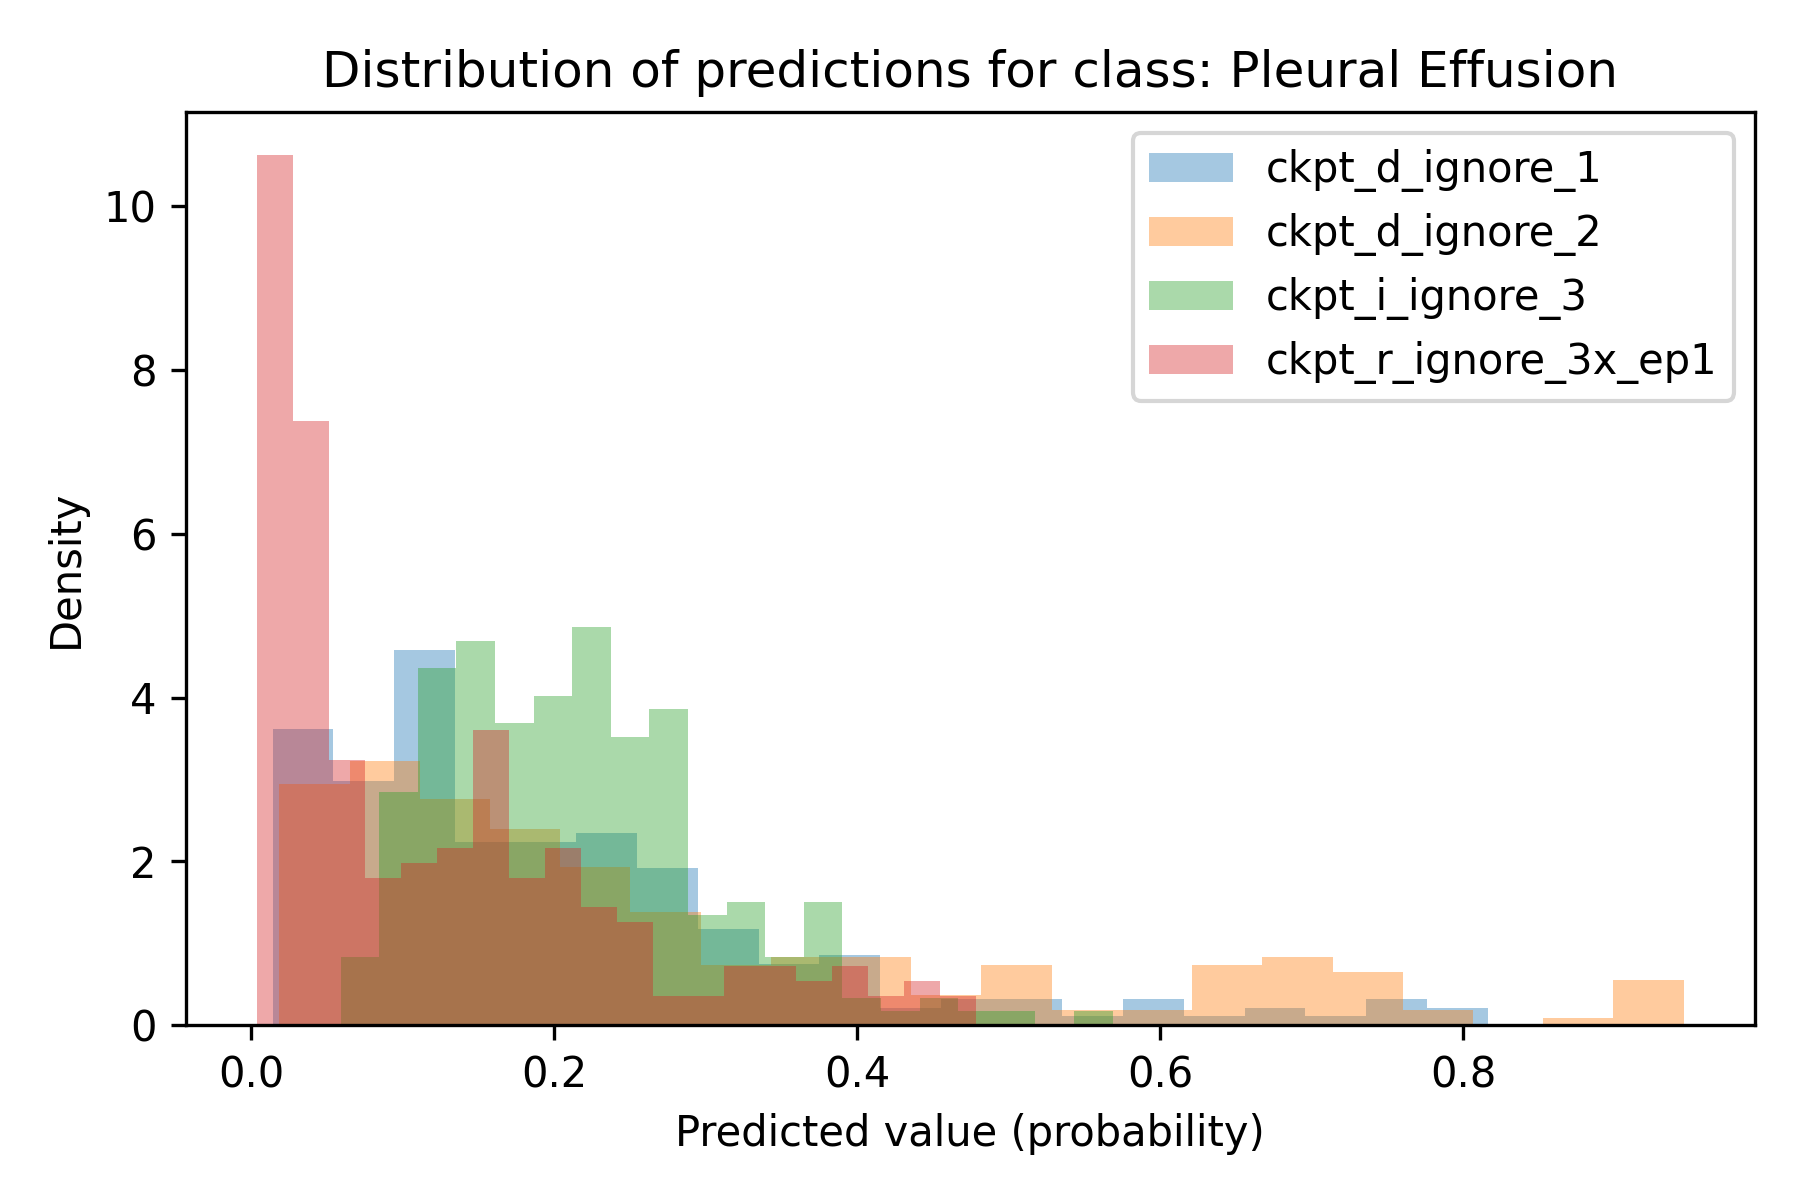 Distribution of predictions for class: Pleural Effusion
ckpt_d_ignore_1
ckpt_d_ignore_2
ckpt_i_ignore_3
ckpt_r_ignore_3x_ep1
Density
10
8
6
4
2
0
0.0 0.2 0.4 0.6 0.8
Predicted value (probability)